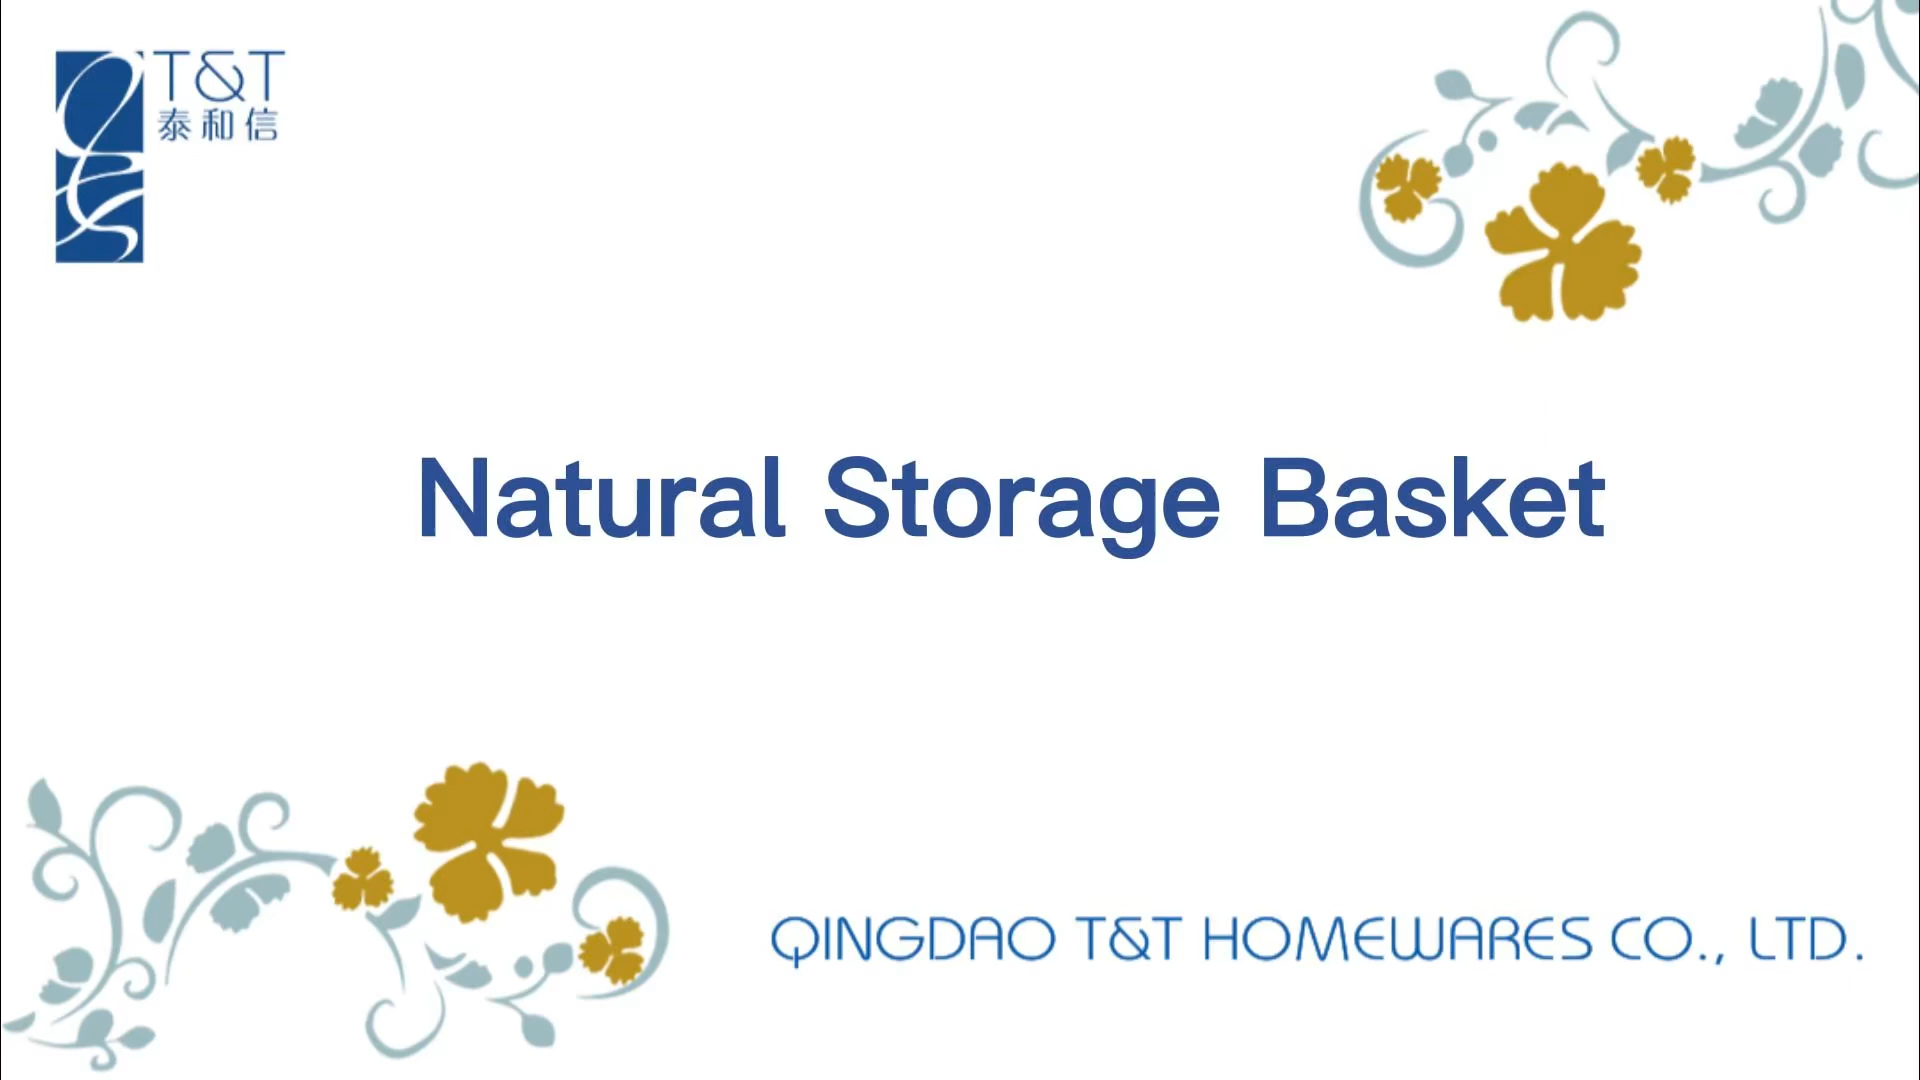 T&T
泰和信
Natural Storage Basket
QINGDAO T&T HOMEWARES CO., LTD.